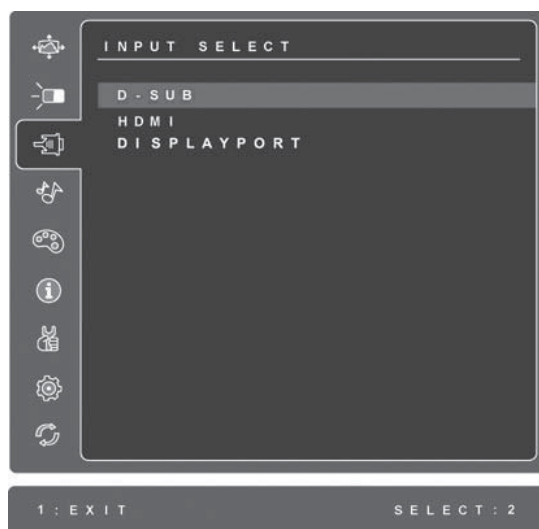 INPUT SELECT
D-SUB
HDMI
DISPLAYPORT
1:EXIT SELECT:2